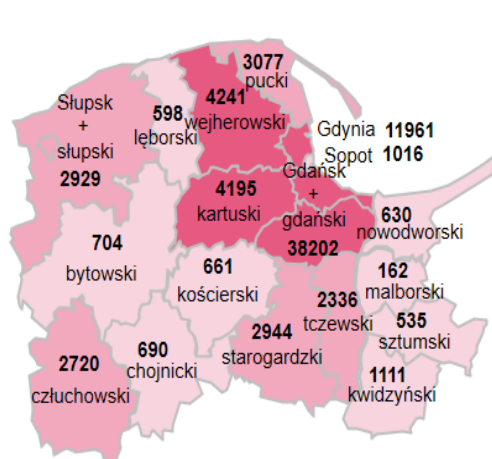 3077
pucki
4241
wejherowski
Słupsk
+
słupski
2929
598
lęborski
Gdynia 11961
Sopot 1016
Gdańsk
+
gdański
38202
4195
kartuski
630
nowodworski
704
bytowski
661
kościerski
162
malborski
2336
tczewski
535
sztumski
2944
starogardzki
2720
człuchowski
690
chojnicki
1111
kwidzyński